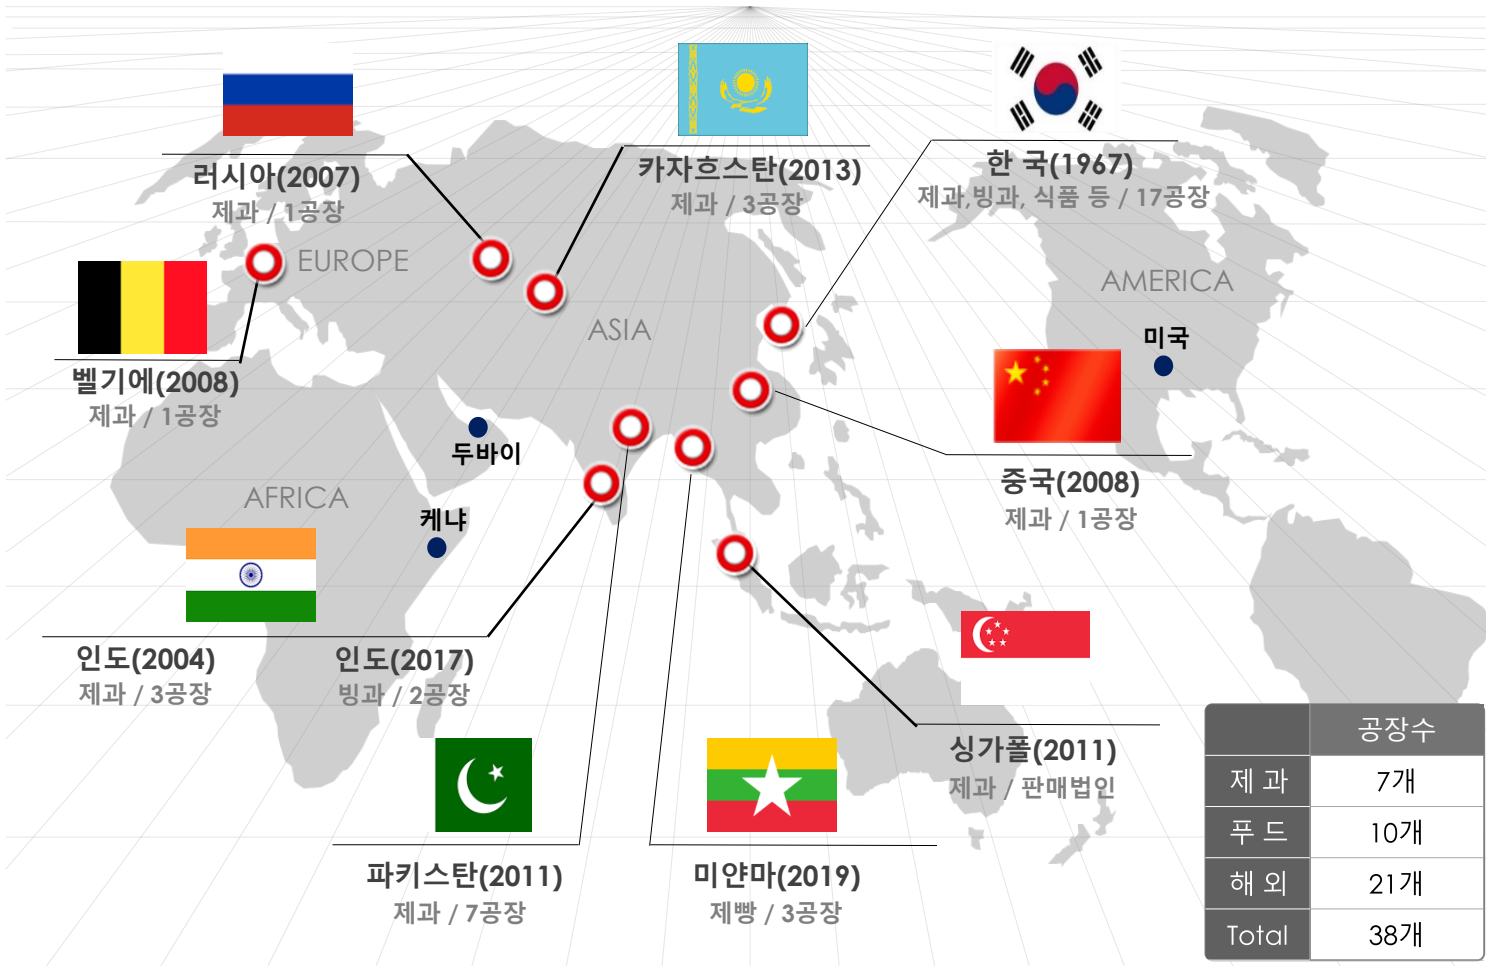 러시아(2007)
제과 / 1공장
카자흐스탄(2013)
제과 / 3공장
한 국(1967)
제과,빙과, 식품 등 / 17공장
EUROPE
AMERICA
ASIA
미국
벨기에(2008)
제과 / 1공장
두바이
중국(2008)
제과 / 1공장
AFRICA
케냐
인도(2004)
제과 / 3공장
인도(2017)
빙과 / 2공장
싱가폴(2011)
제과 / 판매법인
파키스탄(2011)
제과 / 7공장
미얀마(2019)
제빵 / 3공장
공장수
제 과 7개
푸 드 10개
해 외 21개
Total 38개